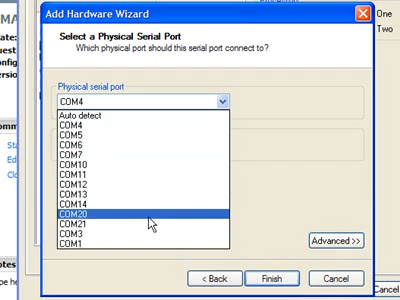 Add Hardware Wizard
Select a Physical Serial Port
Which physical port should this serial port connect to?
Physical serial port
COM4
Auto detect
COM4
COM5
COM6
COM7
COM10
COM11
COM12
COM13
COM14
COM20
COM21
COM3
COM1
Advanced >>
< Back
Finish
Cancel
One
Two
Cancel